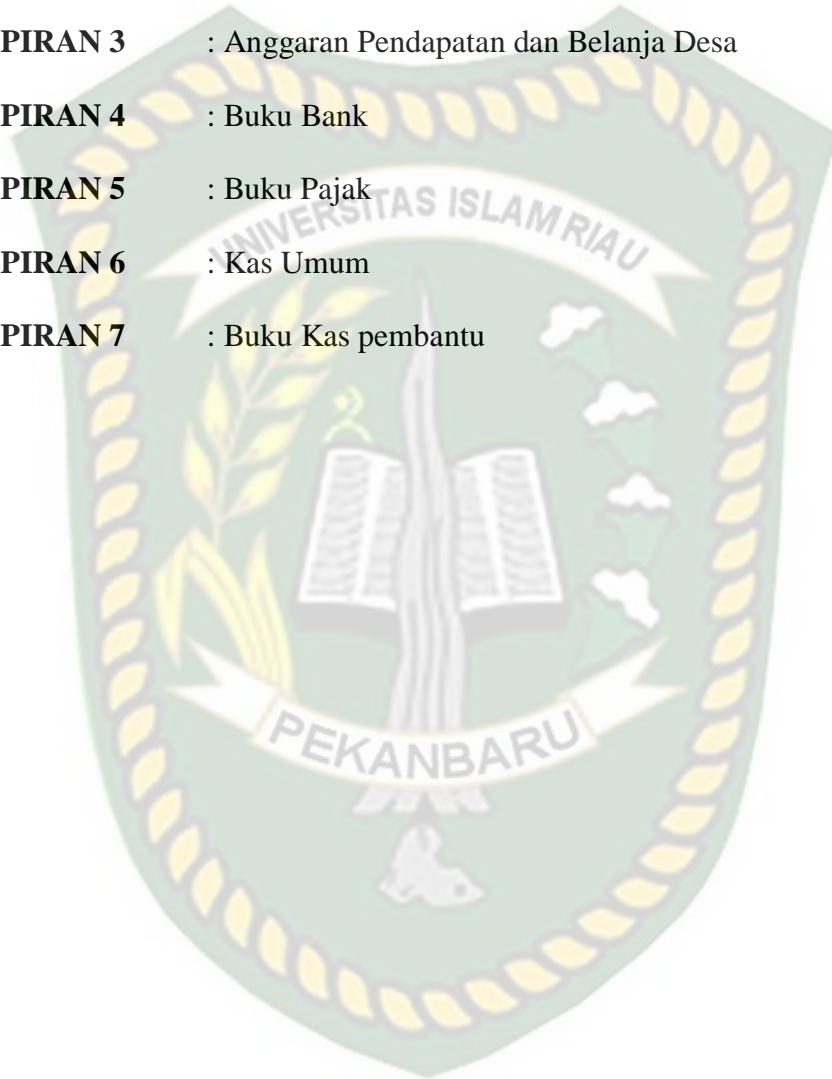 PIRAN 3 : Anggaran Pendapatan dan Belanja Desa
PIRAN 4 : Buku Bank
PIRAN 5 : Buku Pajak
UNIVERSITAS ISLAM RIAU
PIRAN 6 : Kas Umum
PIRAN 7 : Buku Kas pembantu
PEKANBARU